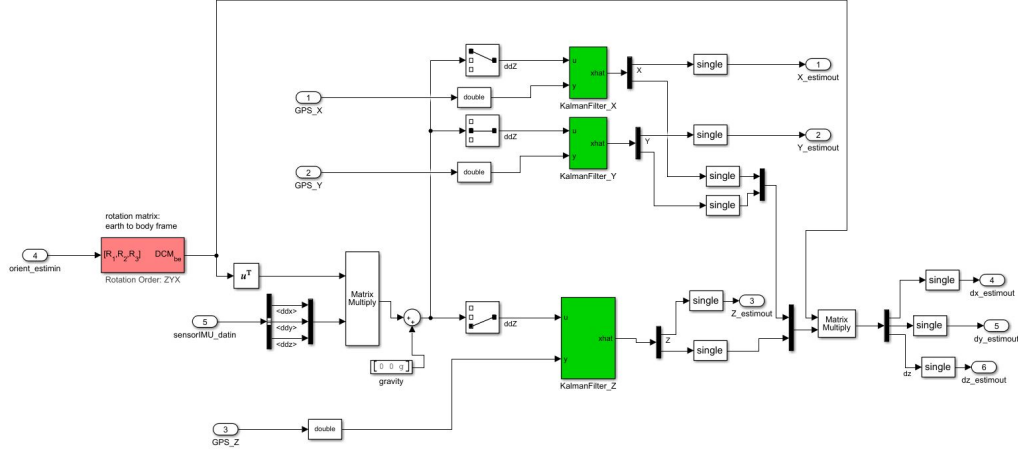 ddZ
single
1
X_estimout
X
xhat
u
y
KalmanFilter_X
1
GPS_X
double
ddZ
single
2
Y_estimout
Y
xhat
u
y
KalmanFilter_Y
2
GPS_Y
double
single
single
rotation matrix:
earth to body frame
4
orient_estimin
[R1,R2,R3] DCMbe
Rotation Order: ZYX
uT
5
sensorIMU_datin
<ddx>
<ddy>
<ddz>
Matrix
Multiply
+
+
[ 0 0 g ]
gravity
ddZ
u
y
xhat
KalmanFilter_Z
Z
single
3
Z_estimout
single
Matrix
Multiply
single
4
dx_estimout
single
5
dy_estimout
dz
single
6
dz_estimout
3
GPS_Z
double